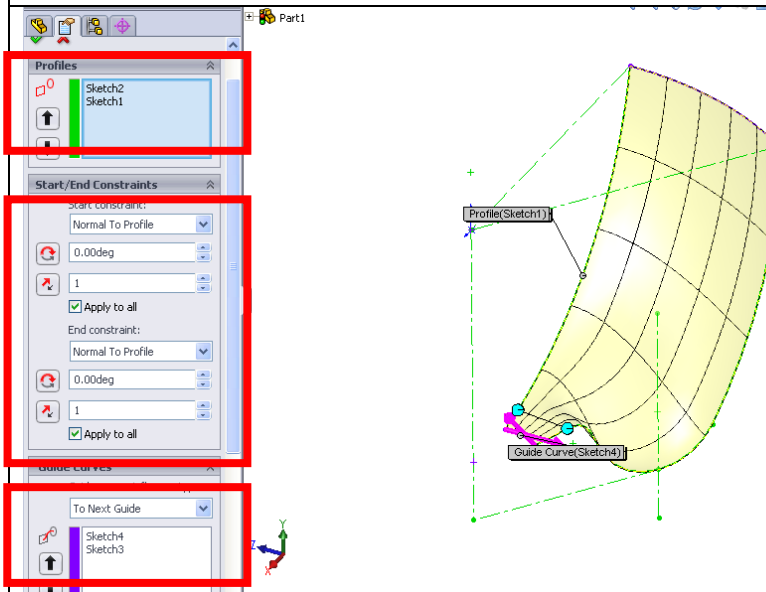 Part1
Profiles
Sketch2
Sketch1
Start/End Constraints
Start constraint:
Normal To Profile
0.00deg
1
Apply to all
End constraint:
Normal To Profile
0.00deg
1
Apply to all
Guide Curves
To Next Guide
Sketch4
Sketch3
Profile(Sketch1)
Guide Curve(Sketch4)
Y
Z
X